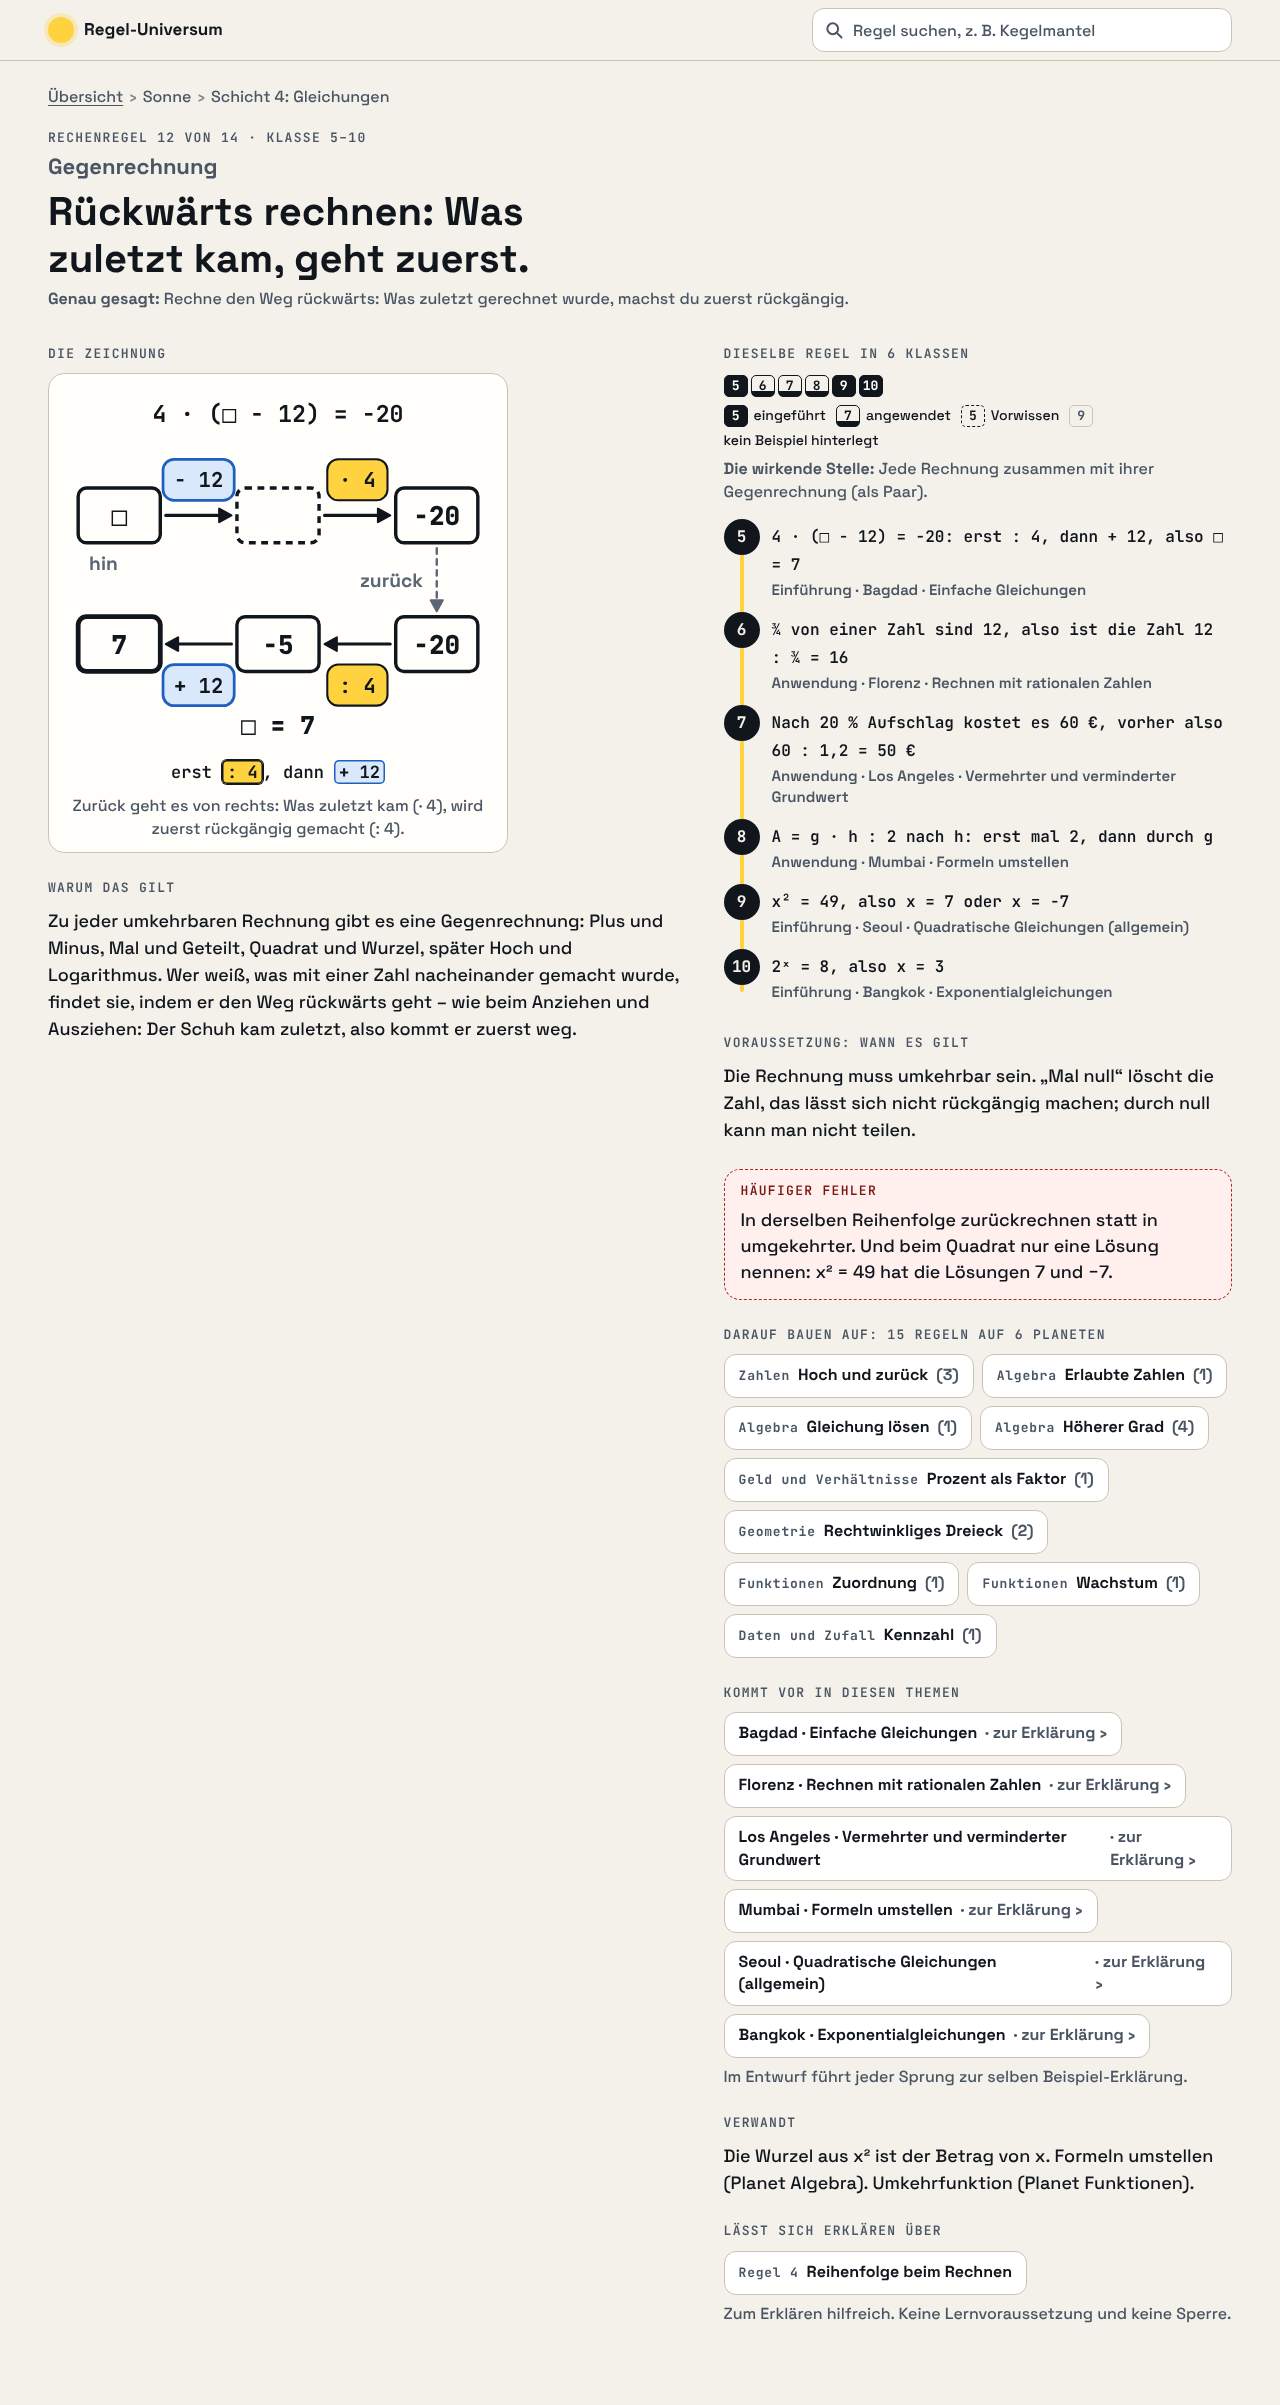 Regel-Universum
Regel suchen, z. B. Kegelmantel
Übersicht > Sonne > Schicht 4: Gleichungen
RECHENREGEL 12 VON 14 · KLASSE 5–10
Gegenrechnung
Rückwärts rechnen: Was
zuletzt kam, geht zuerst.
Genau gesagt: Rechne den Weg rückwärts: Was zuletzt gerechnet wurde, machst du zuerst rückgängig.
DIE ZEICHNUNG
4 · (□ - 12) = -20
- 12
· 4
□
-20
hin
zurück
7
-5
-20
+ 12
: 4
□ = 7
erst : 4, dann + 12
Zurück geht es von rechts: Was zuletzt kam (· 4), wird
zuerst rückgängig gemacht (: 4).
WARUM DAS GILT
Zu jeder umkehrbaren Rechnung gibt es eine Gegenrechnung: Plus und
Minus, Mal und Geteilt, Quadrat und Wurzel, später Hoch und
Logarithmus. Wer weiß, was mit einer Zahl nacheinander gemacht wurde,
findet sie, indem er den Weg rückwärts geht – wie beim Anziehen und
Ausziehen: Der Schuh kam zuletzt, also kommt er zuerst weg.
DIESELBE REGEL IN 6 KLASSEN
5 6 7 8 9 10
5 eingeführt 7 angewendet 5 Vorwissen 9
kein Beispiel hinterlegt
Die wirkende Stelle: Jede Rechnung zusammen mit ihrer
Gegenrechnung (als Paar).
5 4 · (□ - 12) = -20: erst : 4, dann + 12, also □
= 7
Einführung · Bagdad · Einfache Gleichungen
6 ¾ von einer Zahl sind 12, also ist die Zahl 12
: ¾ = 16
Anwendung · Florenz · Rechnen mit rationalen Zahlen
7 Nach 20 % Aufschlag kostet es 60 €, vorher also
60 : 1,2 = 50 €
Anwendung · Los Angeles · Vermehrter und verminderter
Grundwert
8 A = g · h : 2 nach h: erst mal 2, dann durch g
Anwendung · Mumbai · Formeln umstellen
9 x² = 49, also x = 7 oder x = -7
Einführung · Seoul · Quadratische Gleichungen (allgemein)
10 2ˣ = 8, also x = 3
Einführung · Bangkok · Exponentialgleichungen
VORAUSSETZUNG: WANN ES GILT
Die Rechnung muss umkehrbar sein. „Mal null“ löscht die
Zahl, das lässt sich nicht rückgängig machen; durch null
kann man nicht teilen.
HÄUFIGER FEHLER
In derselben Reihenfolge zurückrechnen statt in
umgekehrter. Und beim Quadrat nur eine Lösung
nennen: x² = 49 hat die Lösungen 7 und −7.
DARAUF BAUEN AUF: 15 REGELN AUF 6 PLANETEN
Zahlen Hoch und zurück (3) Algebra Erlaubte Zahlen (1)
Algebra Gleichung lösen (1) Algebra Höherer Grad (4)
Geld und Verhältnisse Prozent als Faktor (1)
Geometrie Rechtwinkliges Dreieck (2)
Funktionen Zuordnung (1) Funktionen Wachstum (1)
Daten und Zufall Kennzahl (1)
KOMMT VOR IN DIESEN THEMEN
Bagdad · Einfache Gleichungen · zur Erklärung >
Florenz · Rechnen mit rationalen Zahlen · zur Erklärung >
Los Angeles · Vermehrter und verminderter · zur
Grundwert Erklärung >
Mumbai · Formeln umstellen · zur Erklärung >
Seoul · Quadratische Gleichungen · zur Erklärung
(allgemein) >
Bangkok · Exponentialgleichungen · zur Erklärung >
Im Entwurf führt jeder Sprung zur selben Beispiel-Erklärung.
VERWANDT
Die Wurzel aus x² ist der Betrag von x. Formeln umstellen
(Planet Algebra). Umkehrfunktion (Planet Funktionen).
LÄSST SICH ERKLÄREN ÜBER
Regel 4 Reihenfolge beim Rechnen
Zum Erklären hilfreich. Keine Lernvoraussetzung und keine Sperre.